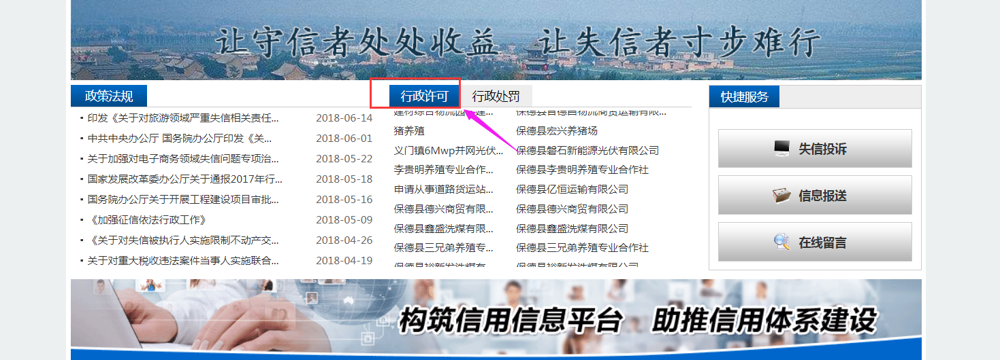 让守信者处处收益 让失信者寸步难行
政策法规
印发《关于对旅游领域严重失信相关责任... 2018-06-14
中共中央办公厅 国务院办公厅印发《关... 2018-06-01
关于加强对电子商务领域失信问题专项治... 2018-05-22
国家发展改革委办公厅关于通报2017年行... 2018-05-18
国务院办公厅关于开展工程建设项目审批... 2018-05-16
《加强征信依法行政工作》 2018-05-09
《关于对失信被执行人实施限制不动产交... 2018-04-26
关于对重大税收违法案件当事人实施联合... 2018-04-19
行政许可 行政处罚
猪养殖 保德县宏兴养猪场
义门镇6Mwp并网光伏... 保德县磐石新能源光伏有限公司
李贵明养殖专业合作... 保德县李贵明养殖专业合作社
申请从事道路货运站... 保德县亿恒运输有限公司
保德县德兴商贸有限... 保德县德兴商贸有限公司
保德县鑫盛洗煤有限... 保德县鑫盛洗煤有限公司
保德县三兄弟养殖专... 保德县三兄弟养殖专业合作社
快捷服务
失信投诉
信息报送
在线留言
构筑信用信息平台 助推信用体系建设